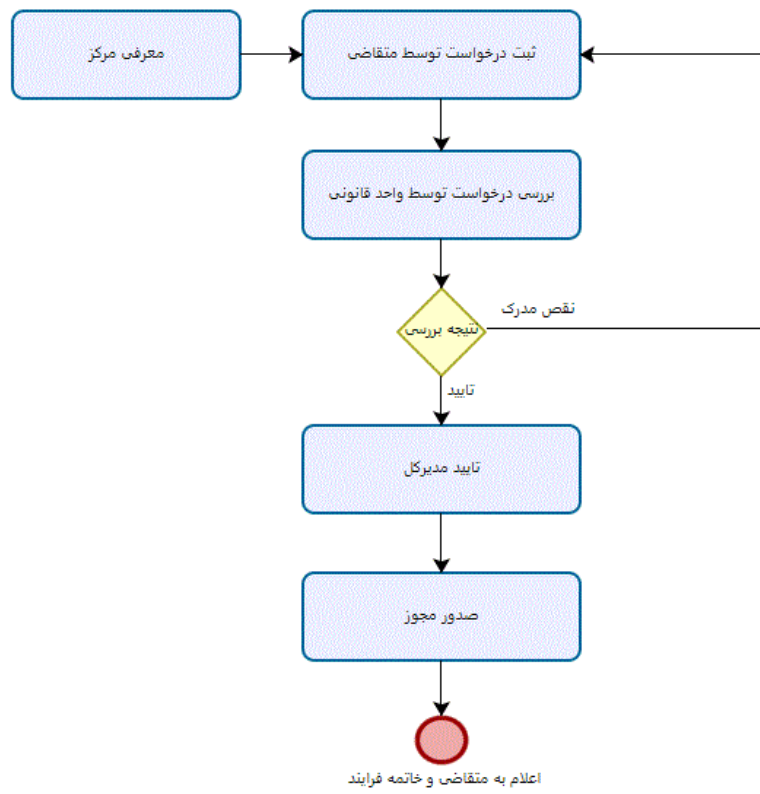 معرفی مرکز
ثبت درخواست توسط متقاضی
بررسی درخواست توسط واحد قانونی
نتیجه بررسی
نقص مدرک
تایید
تایید مدیرکل
صدور مجوز
اعلام به متقاضی و خاتمه فرایند